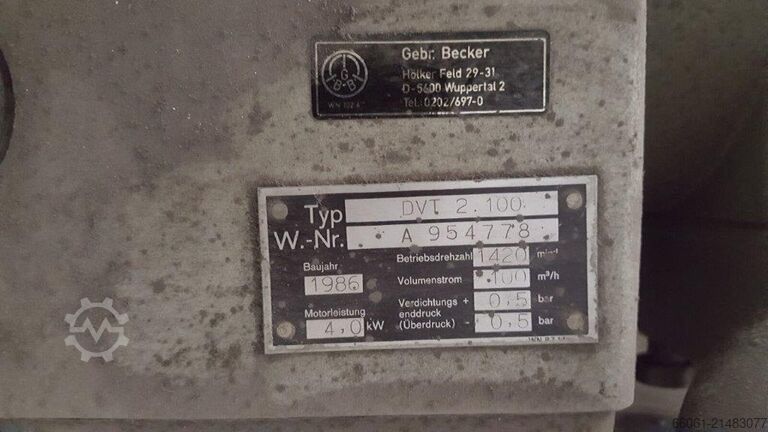 Gebr. Becker
Hölker Feld 29-31
D-5600 Wuppertal 2
Tel.: 0202/697-0
G
B-B
Typ DVT 2.100
W.-Nr. A 954778
Baujahr
1986
Betriebsdrehzahl 1420
Volumenstrom 100 m³/h
Motorleistung
4,0 kW
Verdichtungs + 0,5 bar
enddruck
(Überdruck) - 0,5 bar
66061-21483077